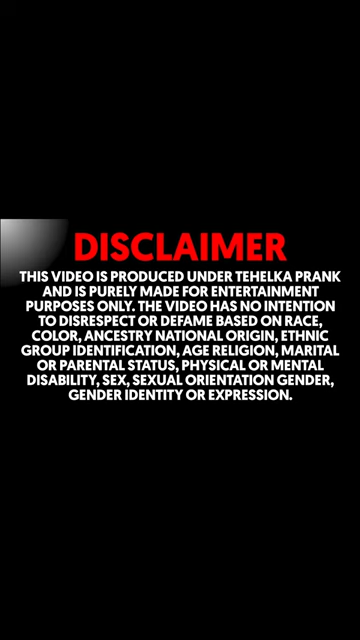 DISCLAIMER
THIS VIDEO IS PRODUCED UNDER TEHELKA PRANK
AND IS PURELY MADE FOR ENTERTAINMENT
PURPOSES ONLY. THE VIDEO HAS NO INTENTION
TO DISRESPECT OR DEFAME BASED ON RACE,
COLOR, ANCESTRY NATIONAL ORIGIN, ETHNIC
GROUP IDENTIFICATION, AGE RELIGION, MARITAL
OR PARENTAL STATUS, PHYSICAL OR MENTAL
DISABILITY, SEX, SEXUAL ORIENTATION GENDER,
GENDER IDENTITY OR EXPRESSION.